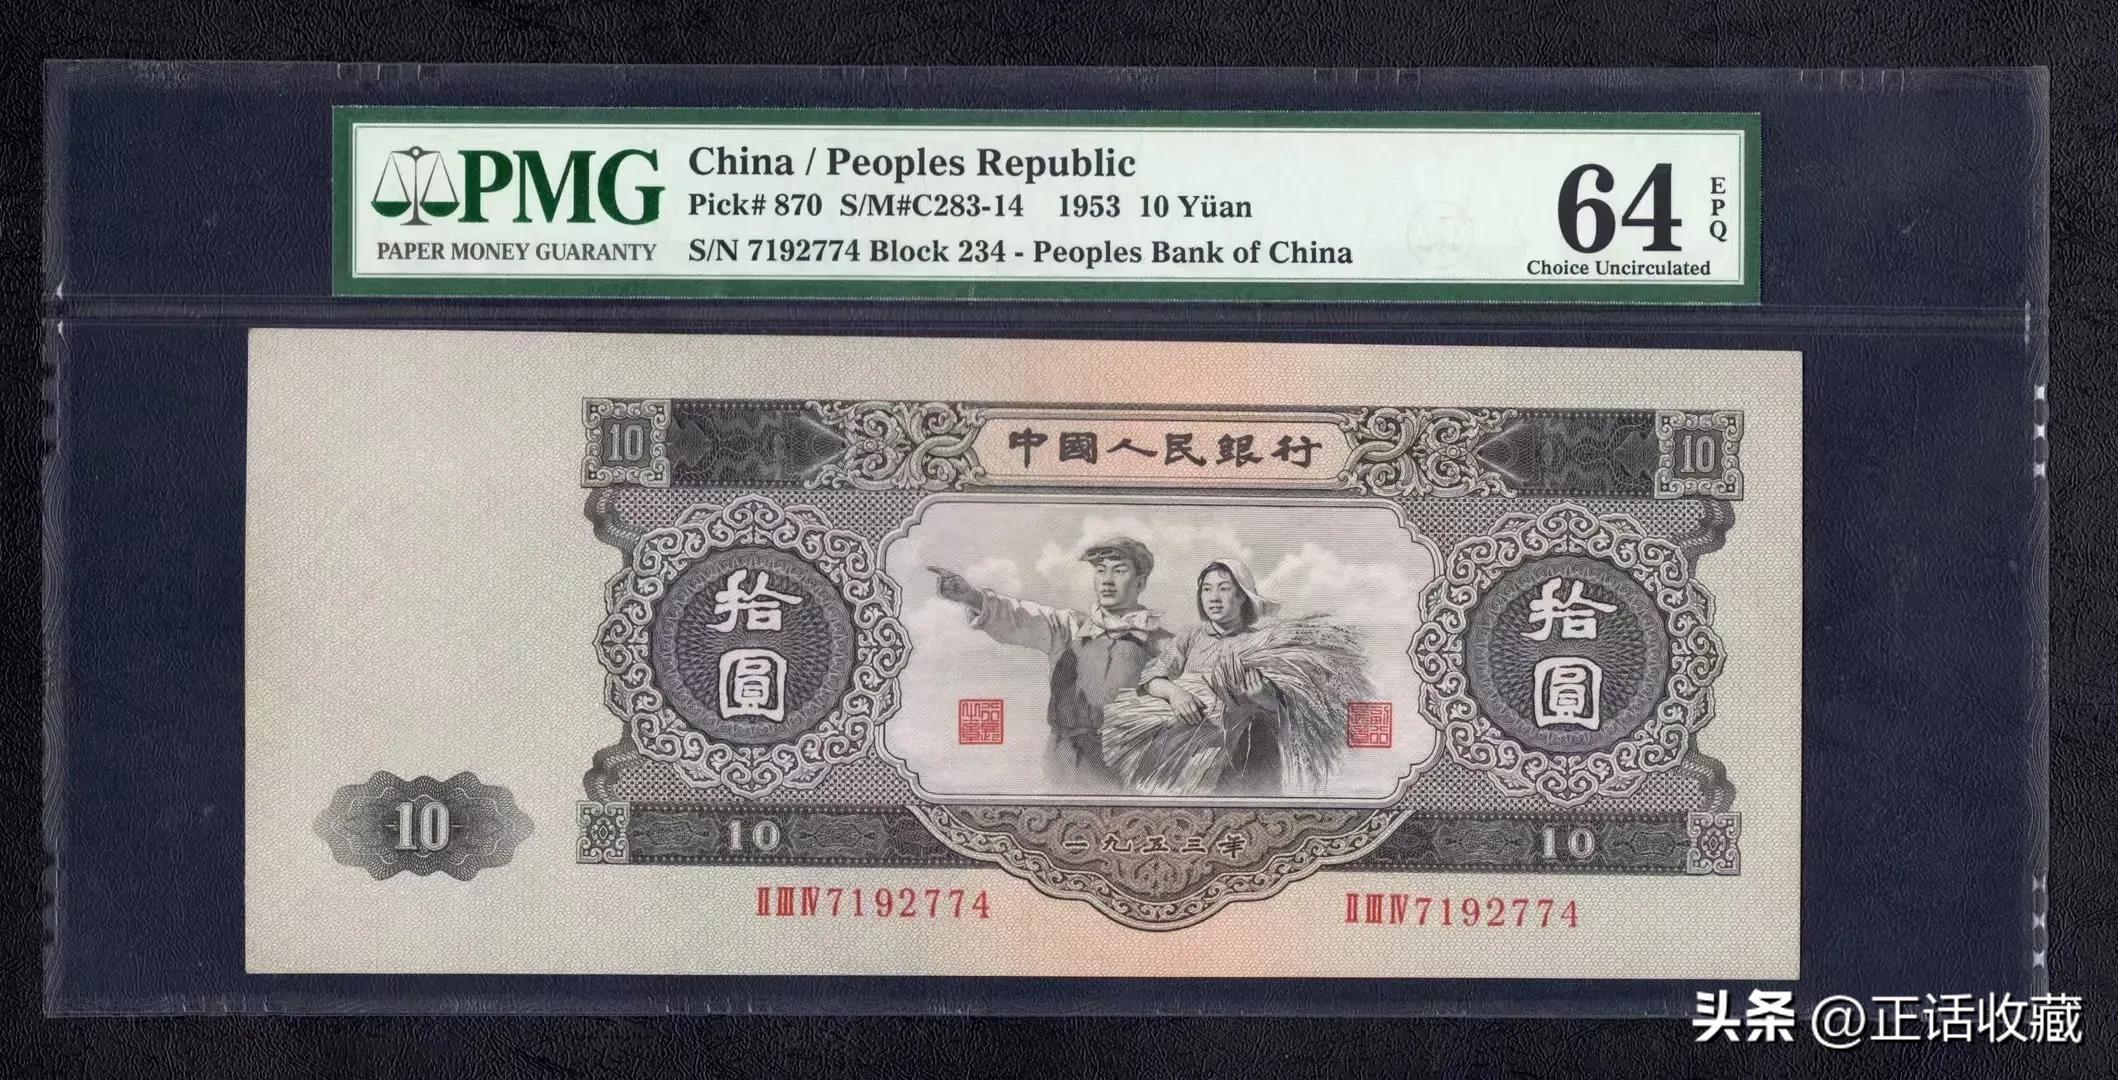 PMG
PAPER MONEY GUARANTY
China / Peoples Republic
Pick# 870 S/M#C283-14 1953 10 Yüan
S/N 7192774 Block 234 - Peoples Bank of China
64
EPQ
Choice Uncirculated
10
中國人民銀行
10
拾圓
拾圓
10
10
一九五三年
10
ⅡⅢⅣ7192774
ⅡⅢⅣ7192774
头条 @正话收藏